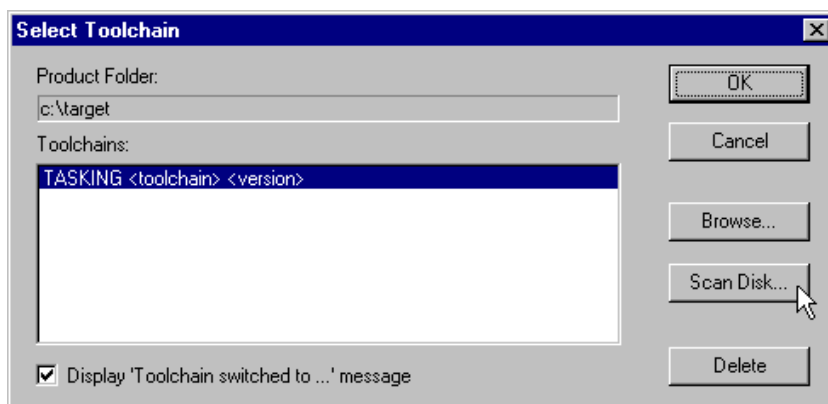 Select Toolchain
Product Folder:
OK
c:\target
Toolchains:
Cancel
TASKING <toolchain> <version>
Browse...
Scan Disk...
Display 'Toolchain switched to ...' message
Delete